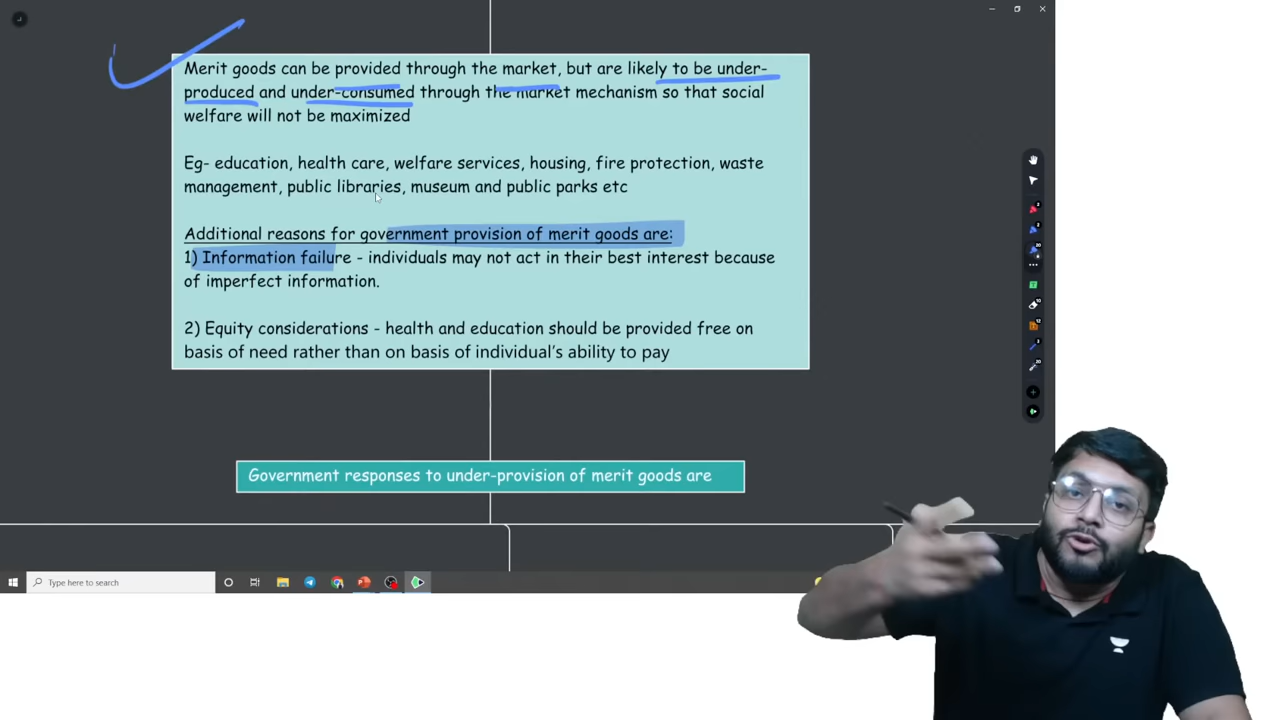 Merit goods can be provided through the market, but are likely to be under-
produced and under-consumed through the market mechanism so that social
welfare will not be maximized
Eg- education, health care, welfare services, housing, fire protection, waste
management, public libraries, museum and public parks etc
Additional reasons for government provision of merit goods are:
1) Information failure - individuals may not act in their best interest because
of imperfect information.
2) Equity considerations - health and education should be provided free on
basis of need rather than on basis of individual's ability to pay
Government responses to under-provision of merit goods are
Type here to search